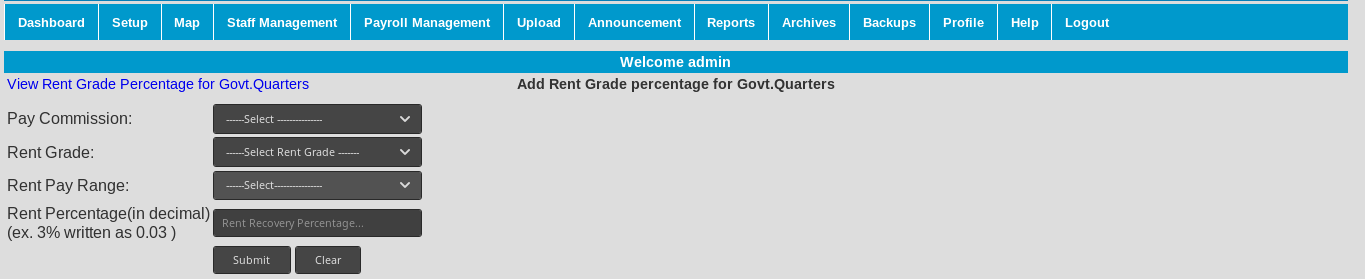 Dashboard Setup Map Staff Management Payroll Management Upload Announcement Reports Archives Backups Profile Help Logout
Welcome admin
View Rent Grade Percentage for Govt.Quarters Add Rent Grade percentage for Govt.Quarters
Pay Commission: ------Select ---------------
Rent Grade: ------Select Rent Grade -------
Rent Pay Range: ------Select----------------
Rent Percentage(in decimal)
(ex. 3% written as 0.03 ) Rent Recovery Percentage...
Submit Clear